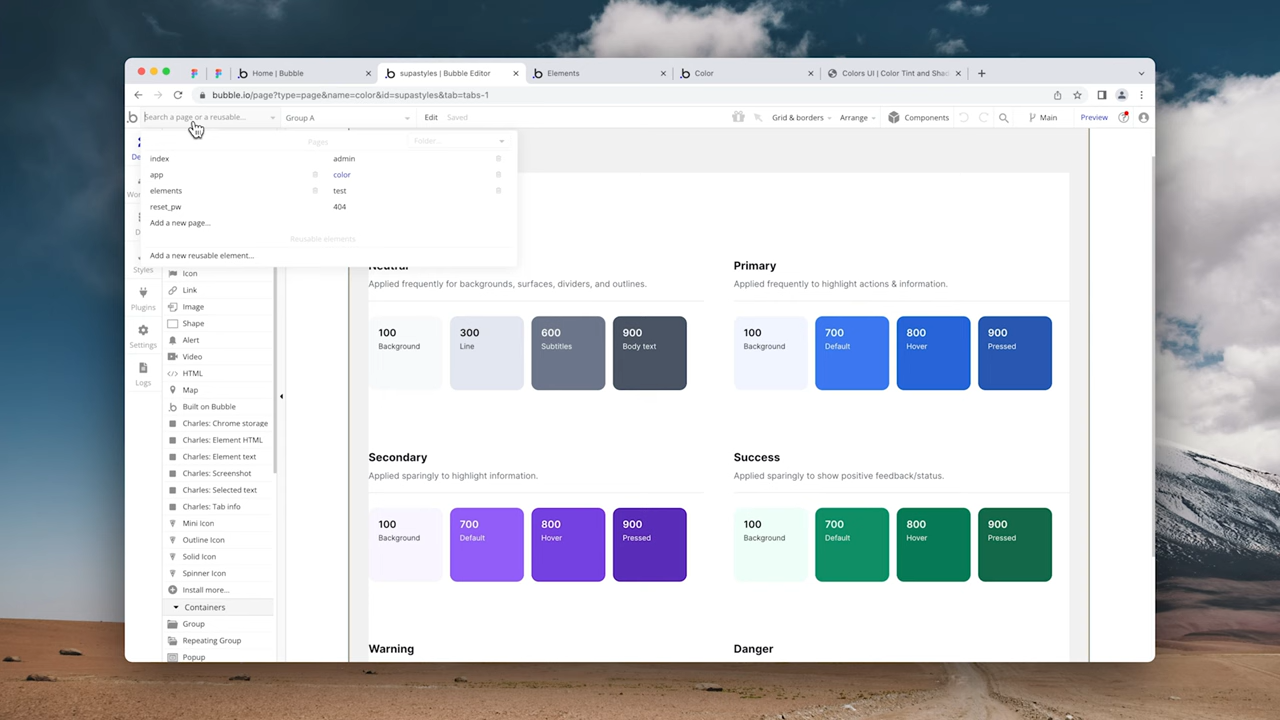 Home | Bubble
supastyles | Bubble Editor
Elements
Color
Colors UI | Color Tint and Shad
bubble.io/page?type=page&name=color&id=supastyles&tab=tabs-1
Search a page or a reusable...
Group A
Edit
Saved
Grid & borders
Arrange
Components
Main
Preview
Pages
Folder...
index
admin
app
color
elements
test
reset_pw
404
Add a new page...
Reusable elements
Add a new reusable element...
Styles
Plugins
Settings
Logs
Icon
Link
Image
Shape
Alert
Video
HTML
Map
Built on Bubble
Charles: Chrome storage
Charles: Element HTML
Charles: Element text
Charles: Screenshot
Charles: Selected text
Charles: Tab info
Mini Icon
Outline Icon
Solid Icon
Spinner Icon
Install more...
Containers
Group
Repeating Group
Popup
Neutral
Applied frequently for backgrounds, surfaces, dividers, and outlines.
100
Background
300
Line
600
Subtitles
900
Body text
Primary
Applied frequently to highlight actions & information.
100
Background
700
Default
800
Hover
900
Pressed
Secondary
Applied sparingly to highlight information.
100
Background
700
Default
800
Hover
900
Pressed
Success
Applied sparingly to show positive feedback/status.
100
Background
700
Default
800
Hover
900
Pressed
Warning
Danger